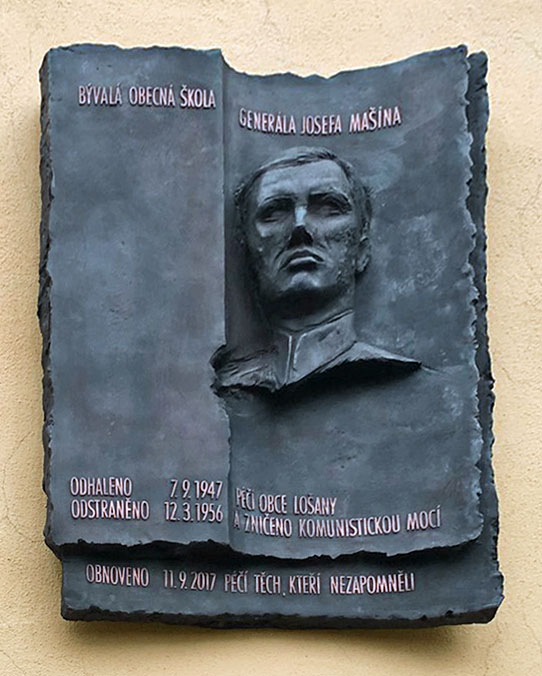 BÝVALÁ OBECNÁ ŠKOLA
GENERÁLA JOSEFA MAŠÍNA
ODHALENO 7.9.1947 PÉČÍ OBCE LOŠANY
ODSTRANĚNO 12.3.1956 A ZNIČENO KOMUNISTICKOU MOCÍ
OBNOVENO 11.9.2017 PÉČÍ TĚCH, KTEŘÍ NEZAPOMNĚLI